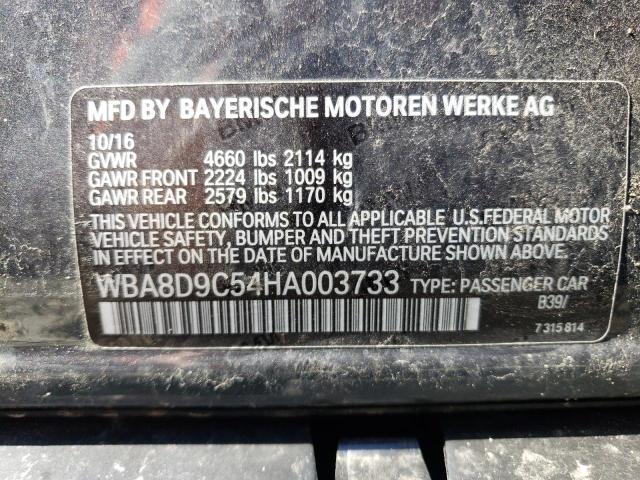 MFD BY BAYERISCHE MOTOREN WERKE AG
10/16
GVWR 4660 lbs 2114 kg
GAWR FRONT 2224 lbs 1009 kg
GAWR REAR 2579 lbs 1170 kg
THIS VEHICLE CONFORMS TO ALL APPLICABLE U.S.FEDERAL MOTOR
VEHICLE SAFETY, BUMPER AND THEFT PREVENTION STANDARDS
IN EFFECT ON THE DATE OF MANUFACTURE SHOWN ABOVE.
WBA8D9C54HA003733 TYPE: PASSENGER CAR
B39/
7 315 814